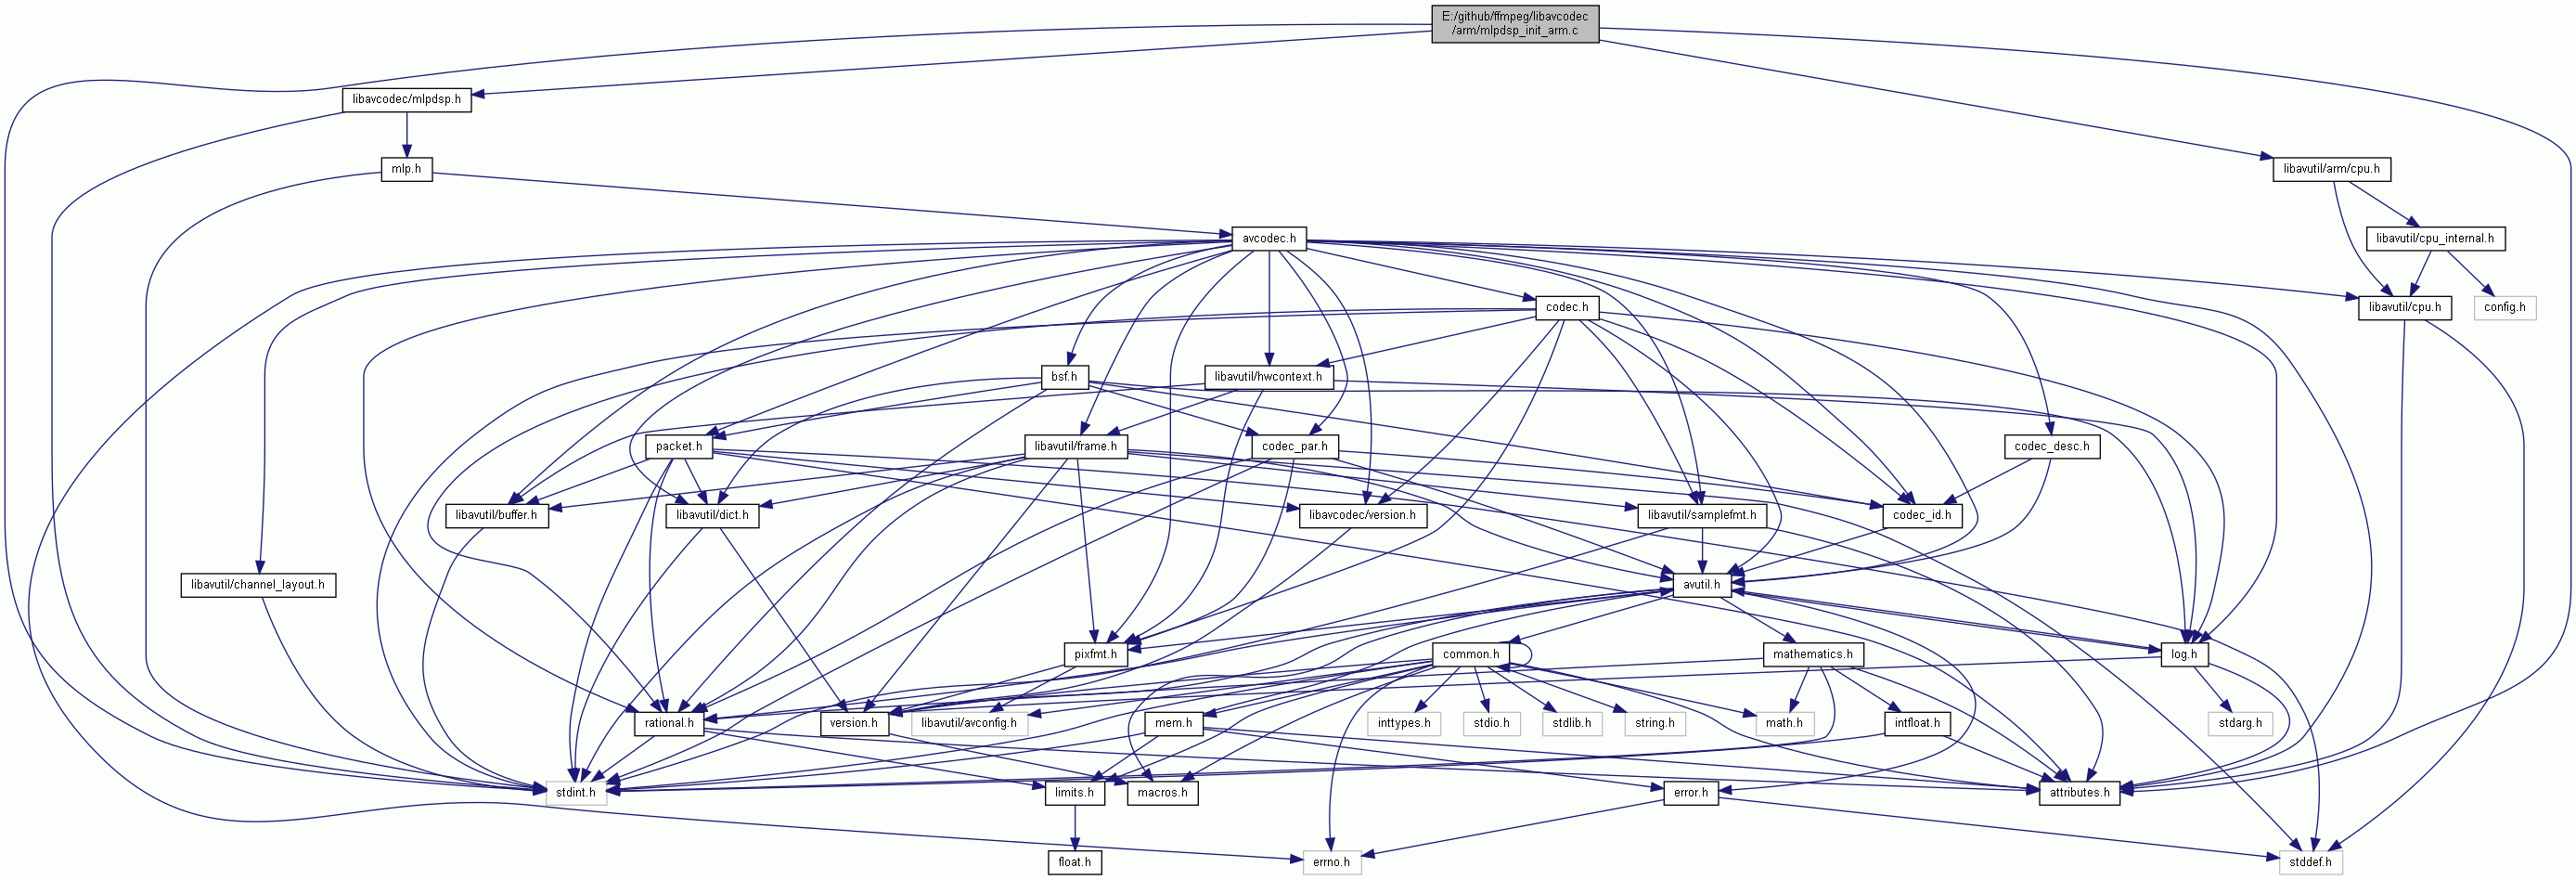 E:/github/ffmpeg/libavcodec
/arm/mlpdsp_init_arm.c
libavcodec/mlpdsp.h
mlp.h
libavutil/arm/cpu.h
avcodec.h
libavutil/cpu_internal.h
codec.h
libavutil/cpu.h
config.h
bsf.h
libavutil/hwcontext.h
packet.h
libavutil/frame.h
codec_par.h
codec_desc.h
libavutil/buffer.h
libavutil/dict.h
libavcodec/version.h
libavutil/samplefmt.h
codec_id.h
libavutil/channel_layout.h
avutil.h
pixfmt.h
common.h
mathematics.h
log.h
rational.h
version.h
libavutil/avconfig.h
mem.h
inttypes.h
stdio.h
stdlib.h
string.h
math.h
intfloat.h
stdarg.h
stdint.h
limits.h
macros.h
error.h
attributes.h
float.h
errno.h
stddef.h